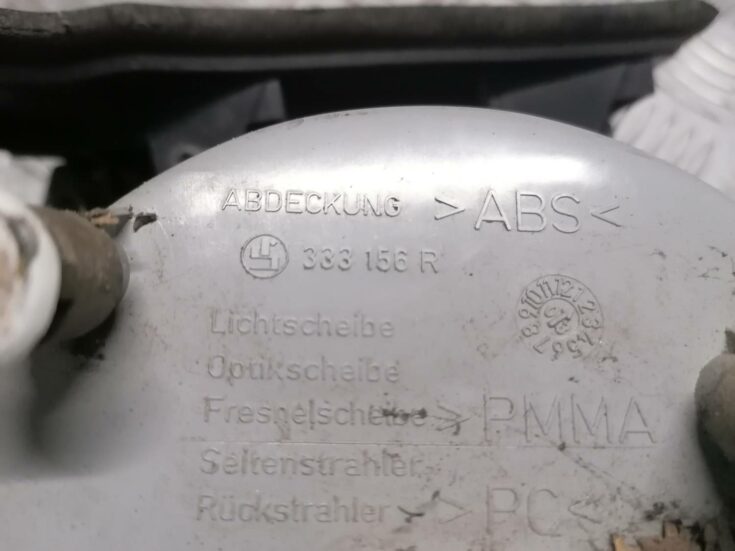 ABDECKUNG >ABS<
333 156 R
Lichtscheibe
Optikscheibe
Fresnelscheibe > PMMA
Seitenstrahler
Rückstrahler > PC <